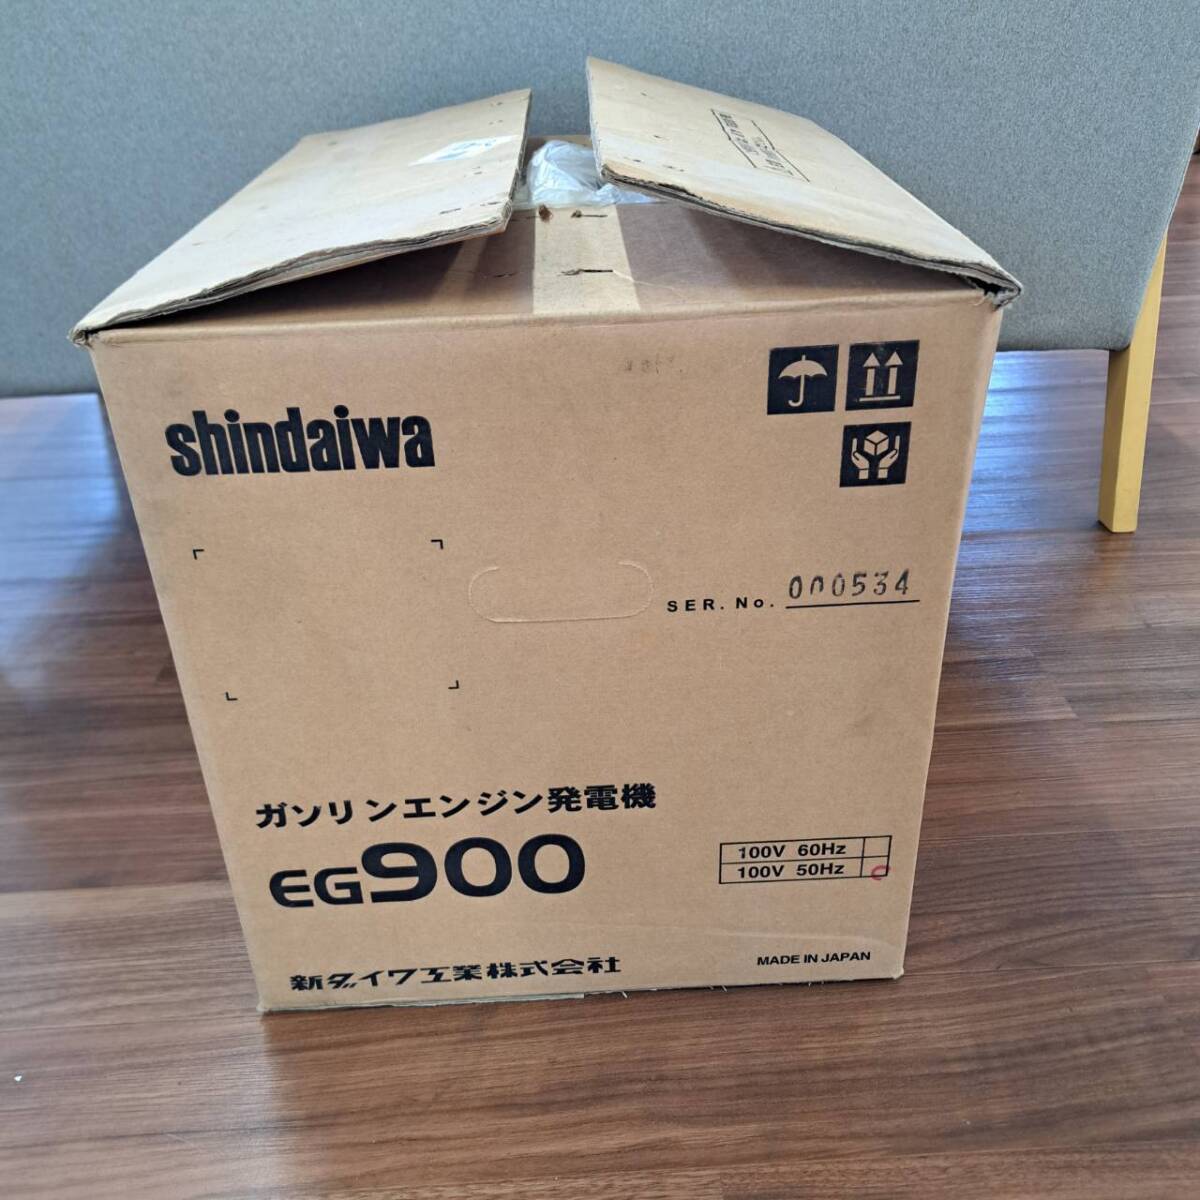 shindaiwa
SER. No. 000534
ガソリンエンジン発電機
EG900
100V 60Hz
100V 50Hz
新ダイワ工業株式会社
MADE IN JAPAN